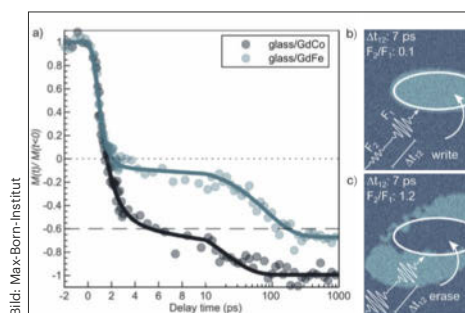 a)
glass/GdCo
glass/GdFe
M(t)/ M(t<0)
1
0.8
0.6
0.4
0.2
0
-0.2
-0.4
-0.6
-0.8
-1
-2 0 2 4 6 8 10 100 1000
Delay time (ps)
b)
Δt₁₂: 7 ps
F₂/F₁: 0.1
F₁
F₂
Δt₁₂
write
c)
Δt₁₂: 7 ps
F₂/F₁: 1.2
Δt₁₂
erase
Bild: Max-Born-Institut